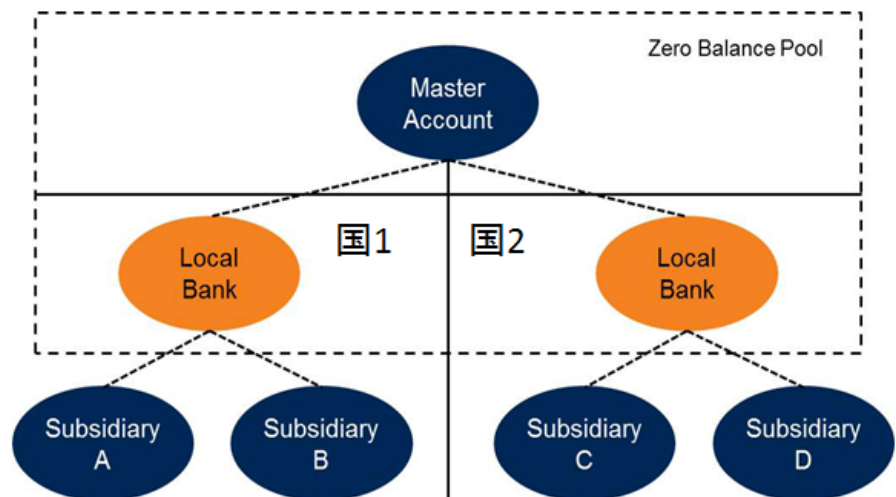 Zero Balance Pool
Master
Account
国1
国2
Local
Bank
Local
Bank
Subsidiary
A
Subsidiary
B
Subsidiary
C
Subsidiary
D